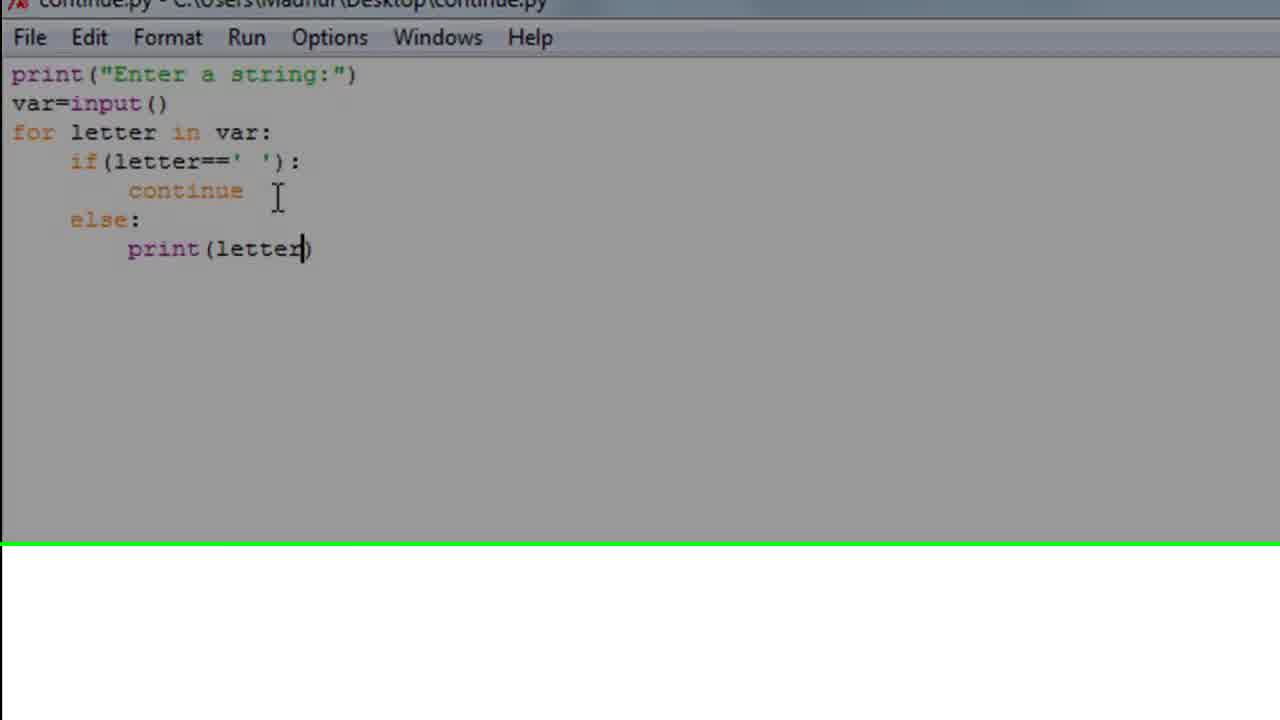 continue.py - C:\Users\Madhur\Desktop\continue.py
File Edit Format Run Options Windows Help
print("Enter a string:")
var=input()
for letter in var:
    if(letter==' '):
        continue
    else:
        print(letter)